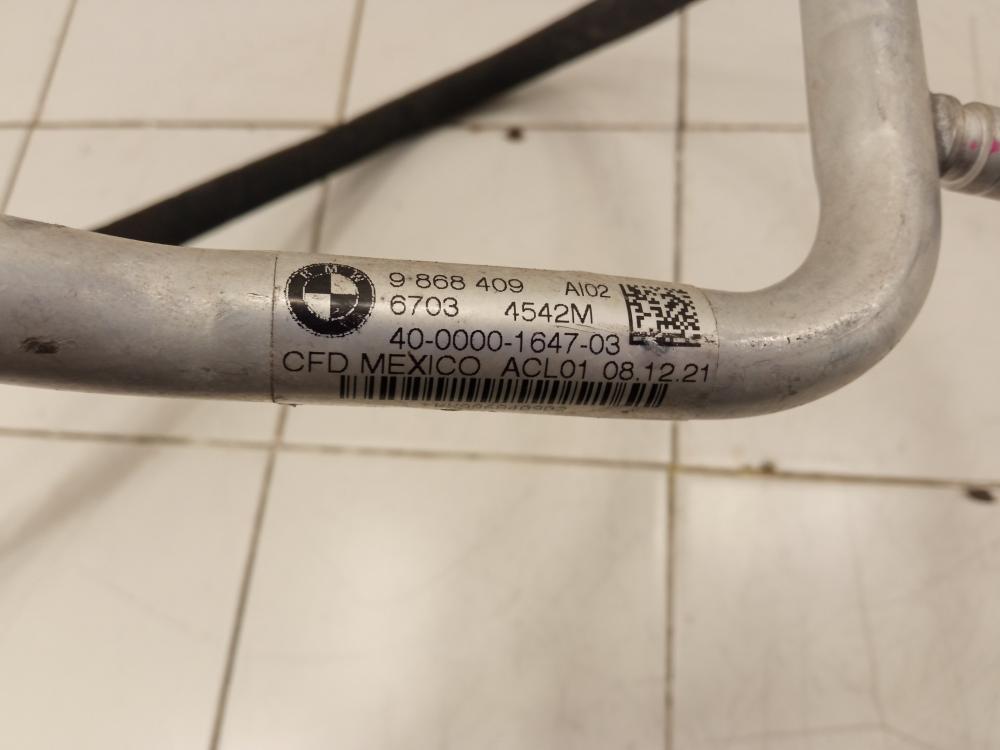 BMW
9 868 409 AI02
6703 4542M
40-0000-1647-03
CFD MEXICO ACL01 08.12.21